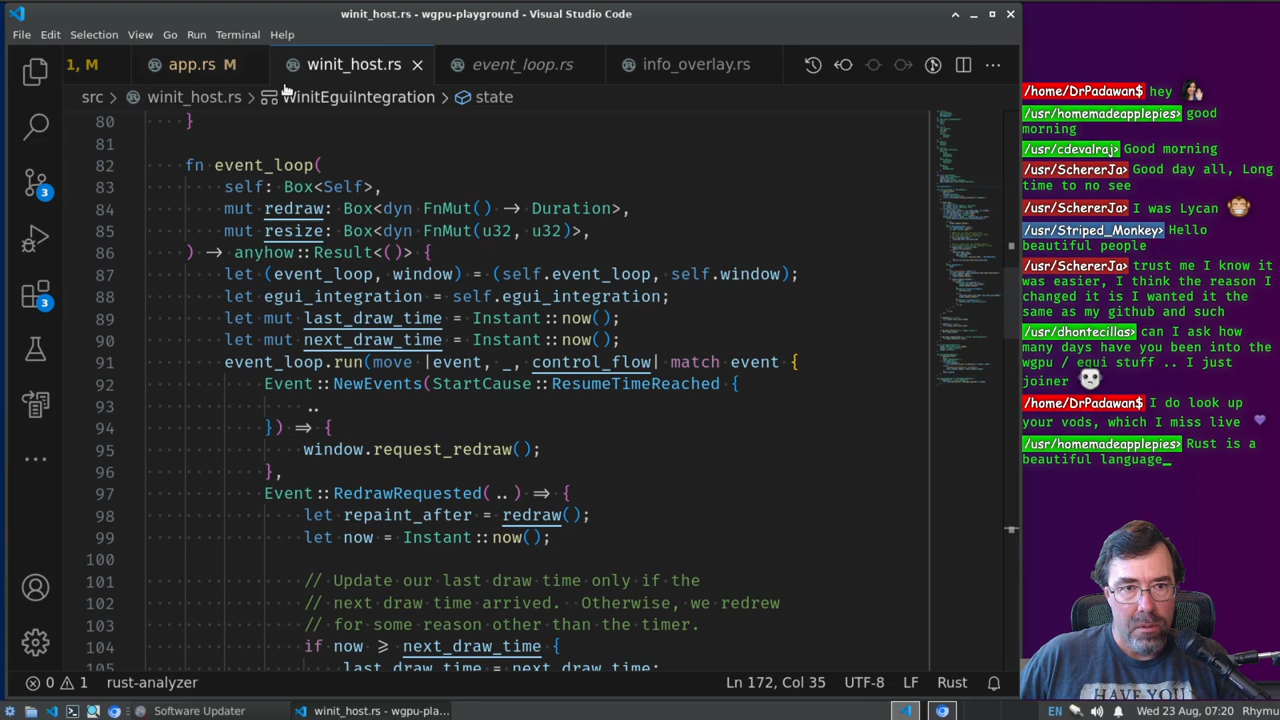 winit_host.rs - wgpu-playground - Visual Studio Code
File Edit Selection View Go Run Terminal Help
1, M app.rs M winit_host.rs event_loop.rs info_overlay.rs
src > winit_host.rs > WinitEguiIntegration > state
80 }
81
82 fn event_loop(
83 self: Box<Self>,
84 mut redraw: Box<dyn FnMut() → Duration>,
85 mut resize: Box<dyn FnMut(u32, u32)>,
86 ) → anyhow::Result<()> {
87 let (event_loop, window) = (self.event_loop, self.window);
88 let egui_integration = self.egui_integration;
89 let mut last_draw_time = Instant::now();
90 let mut next_draw_time = Instant::now();
91 event_loop.run(move |event, _, control_flow| match event {
92 Event::NewEvents(StartCause::ResumeTimeReached {
93 ..
94 }) ⇒ {
95 window.request_redraw();
96 },
97 Event::RedrawRequested(..) ⇒ {
98 let repaint_after = redraw();
99 let now = Instant::now();
100
101 // Update our last draw time only if the
102 // next draw time arrived. Otherwise, we redrew
103 // for some reason other than the timer.
104 if now ≥ next_draw_time {
105 last_draw_time = next_draw_time;
3
3
0 1 rust-analyzer Ln 172, Col 35 UTF-8 LF Rust
Software Updater winit_host.rs - wgpu-pla... EN Wed 23 Aug, 07:20 Rhymu
/home/DrPadawan$ hey
/usr/homemadeapplepies> good
morning
/usr/cdevalraj> Good morning
/usr/SchererJa> Good day all, Long
time to no see
/usr/SchererJa> I was Lycan
/usr/Striped_Monkey> Hello
beautiful people
/usr/SchererJa> trust me I know it
was easier, I think the reason I
changed it is I wanted it the
same as my github and such
/usr/dhontecillas> can I ask how
many days have you been into the
wgpu / egui stuff .. I just
joiner
/home/DrPadawan$ I do look up
your vods, which I miss live
/usr/homemadeapplepies> Rust is a
beautiful language_
HAVE YOU